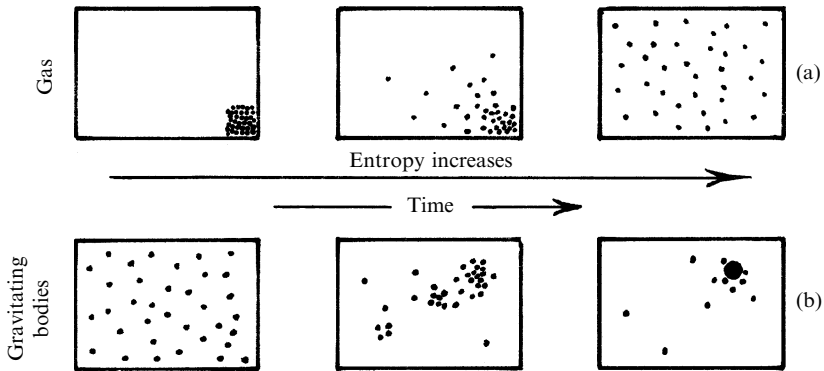 Gas
(a)
Entropy increases
Time
Gravitating
bodies
(b)